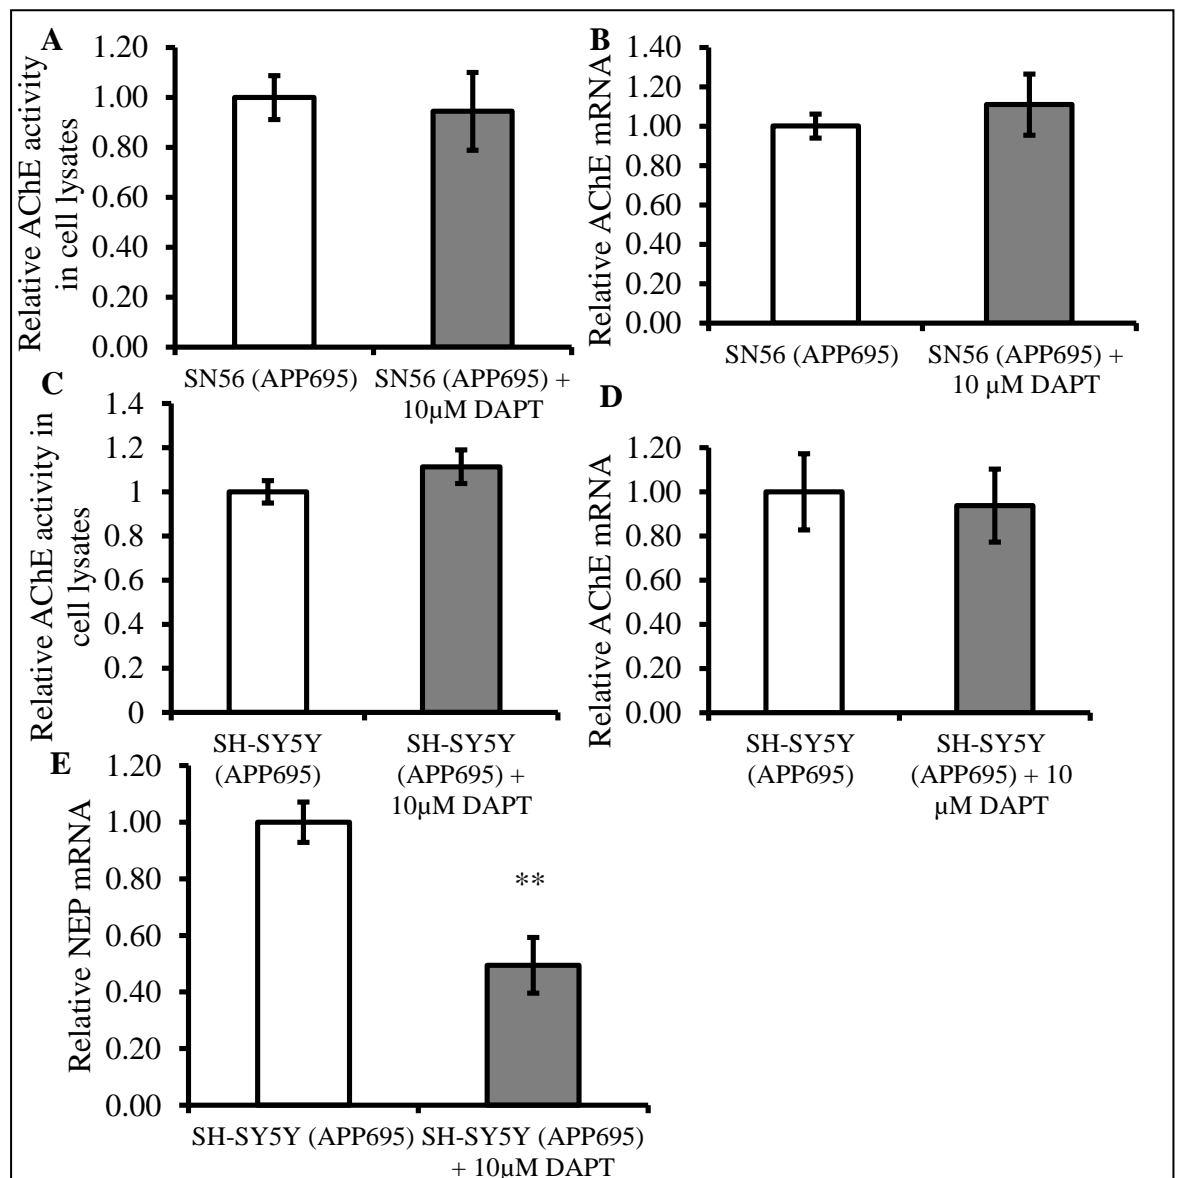 A
Relative AChE activity
in cell lysates
1.20
1.00
0.80
0.60
0.40
0.20
0.00
SN56 (APP695)
SN56 (APP695) +
10µM DAPT
B
Relative AChE mRNA
1.40
1.20
1.00
0.80
0.60
0.40
0.20
0.00
SN56 (APP695)
SN56 (APP695) +
10 µM DAPT
C
Relative AChE activity in
cell lysates
1.4
1.2
1
0.8
0.6
0.4
0.2
0
SH-SY5Y
(APP695)
SH-SY5Y
(APP695) +
10µM DAPT
D
Relative AChE mRNA
1.20
1.00
0.80
0.60
0.40
0.20
0.00
SH-SY5Y
(APP695)
SH-SY5Y
(APP695) + 10
µM DAPT
E
Relative NEP mRNA
1.20
1.00
0.80
0.60
0.40
0.20
0.00
**
SH-SY5Y (APP695)
SH-SY5Y (APP695)
+ 10µM DAPT